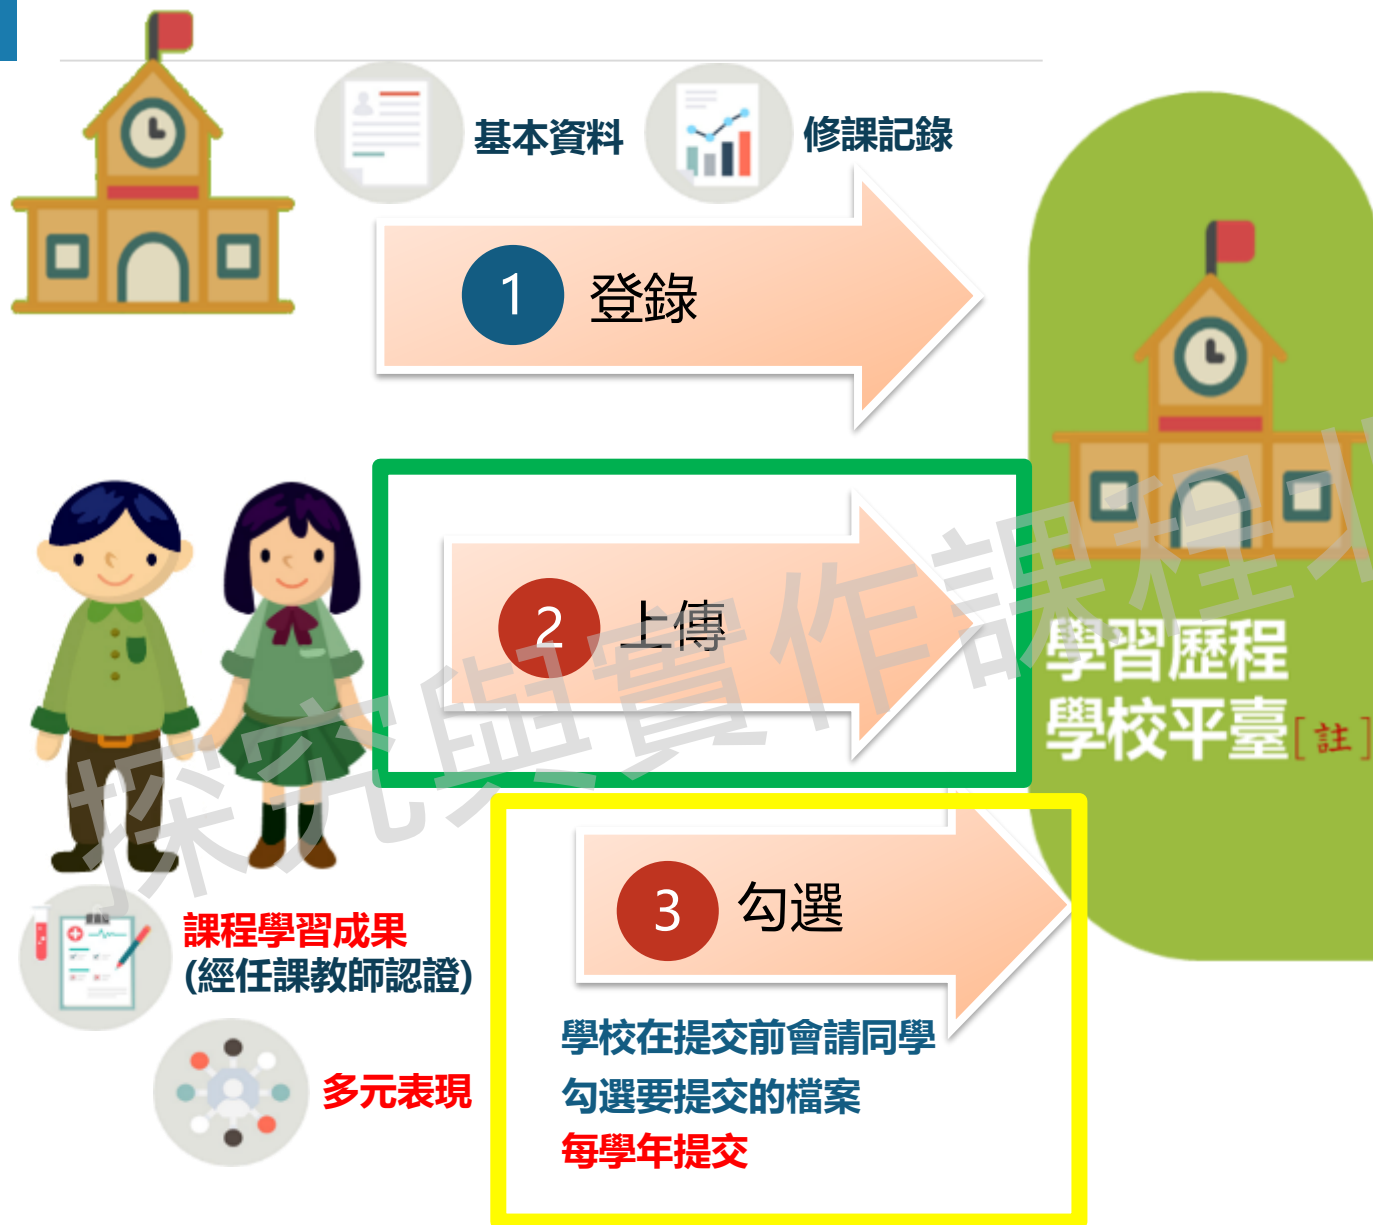 基本資料
修課記錄
1 登錄
2 上傳
學習歷程
學校平臺[註]
3 勾選
課程學習成果
(經任課教師認證)
多元表現
學校在提交前會請同學
勾選要提交的檔案
每學年提交
探究與實作課程